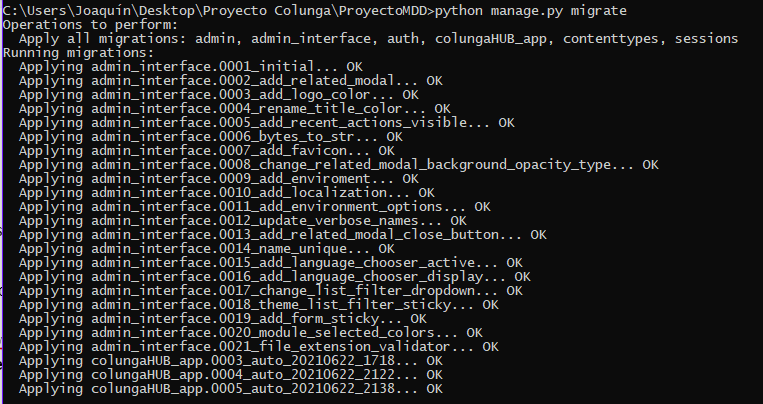 C:\Users\Joaquín\Desktop\Proyecto Colunga\ProyectoMDD>python manage.py migrate
Operations to perform:
  Apply all migrations: admin, admin_interface, auth, colungaHUB_app, contenttypes, sessions
Running migrations:
  Applying admin_interface.0001_initial... OK
  Applying admin_interface.0002_add_related_modal... OK
  Applying admin_interface.0003_add_logo_color... OK
  Applying admin_interface.0004_rename_title_color... OK
  Applying admin_interface.0005_add_recent_actions_visible... OK
  Applying admin_interface.0006_bytes_to_str... OK
  Applying admin_interface.0007_add_favicon... OK
  Applying admin_interface.0008_change_related_modal_background_opacity_type... OK
  Applying admin_interface.0009_add_enviroment... OK
  Applying admin_interface.0010_add_localization... OK
  Applying admin_interface.0011_add_environment_options... OK
  Applying admin_interface.0012_update_verbose_names... OK
  Applying admin_interface.0013_add_related_modal_close_button... OK
  Applying admin_interface.0014_name_unique... OK
  Applying admin_interface.0015_add_language_chooser_active... OK
  Applying admin_interface.0016_add_language_chooser_display... OK
  Applying admin_interface.0017_change_list_filter_dropdown... OK
  Applying admin_interface.0018_theme_list_filter_sticky... OK
  Applying admin_interface.0019_add_form_sticky... OK
  Applying admin_interface.0020_module_selected_colors... OK
  Applying admin_interface.0021_file_extension_validator... OK
  Applying colungaHUB_app.0003_auto_20210622_1718... OK
  Applying colungaHUB_app.0004_auto_20210622_2122... OK
  Applying colungaHUB_app.0005_auto_20210622_2138... OK